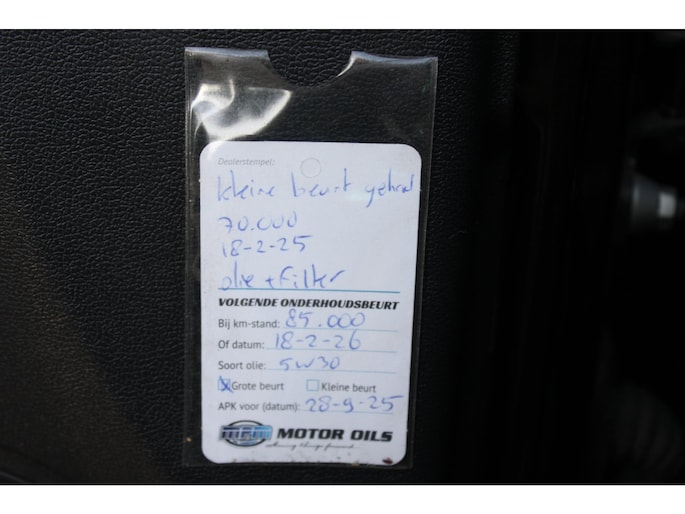 Dealerstempel:
kleine beurt gehad
70.000
18-2-25
olie + filter
VOLGENDE ONDERHOUDSBEURT
Bij km-stand: 85.000
Of datum: 18-2-26
Soort olie: 5W30
Grote beurt Kleine beurt
APK voor (datum): 28-9-25
MPM MOTOR OILS